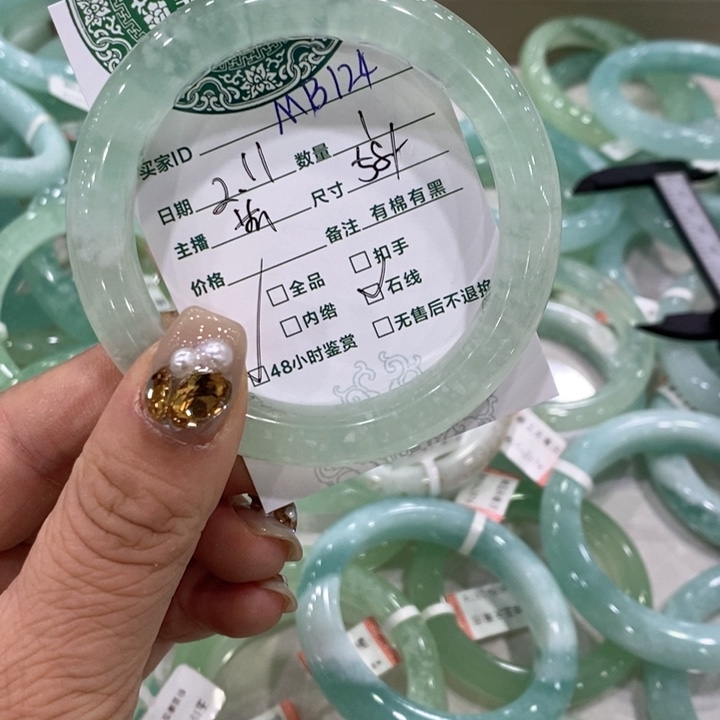 买家ID MB124
日期 2.11 数量 1
主播 尺寸 58
价格 备注 有棉有黑
□全品 □扣手
□内绺 ☑石线
☑48小时鉴赏 □无售后不退换